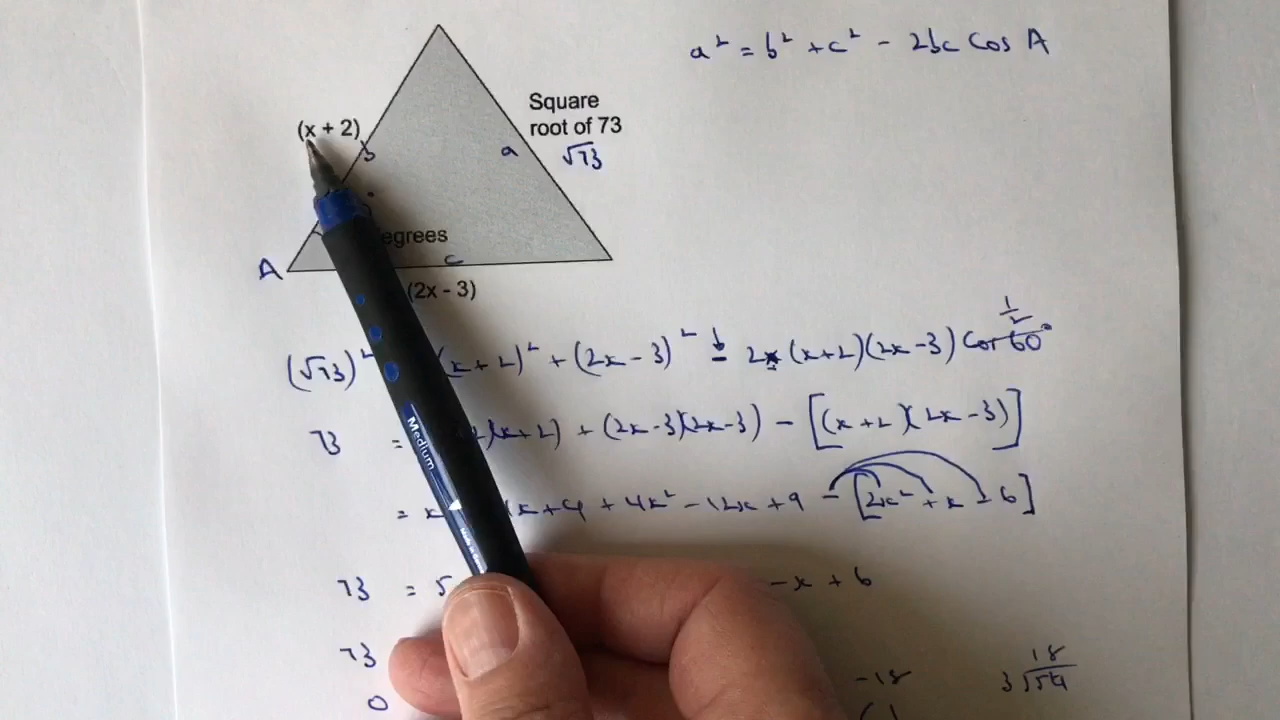 a² = b² + c² - 2bc Cos A
(x + 2)
b
Square
root of 73
a
√73
egrees
A
c
(2x - 3)
(√73)² (x+2)² + (2x-3)² - 2x(x+2)(2x-3) Cos 60° 1/2
73 = )(x+2) + (2x-3)(2x-3) - [(x+2)(2x-3)]
= x x+4 + 4x² - 12x + 9 - [2x² + x - 6]
73 = 5 - x + 6
73 -18 18
3√54
0
Medium